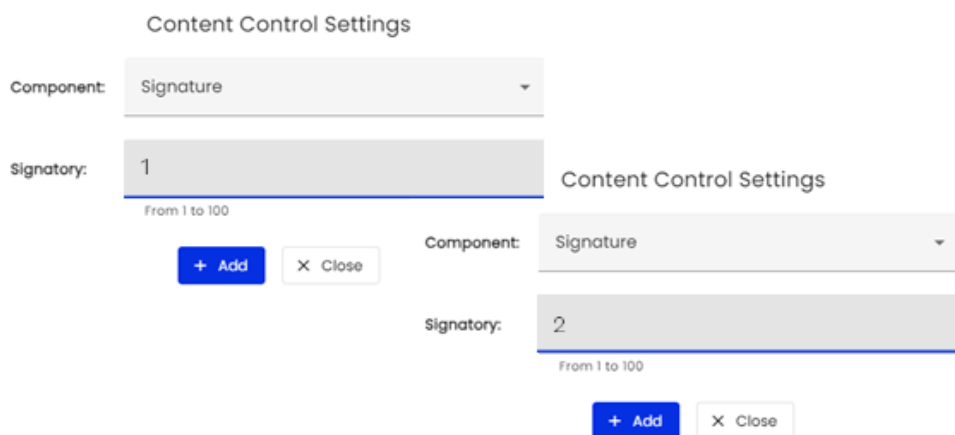 Content Control Settings
Component: Signature
Signatory: 1
From 1 to 100
+ Add × Close
Content Control Settings
Component: Signature
Signatory: 2
From 1 to 100
+ Add × Close